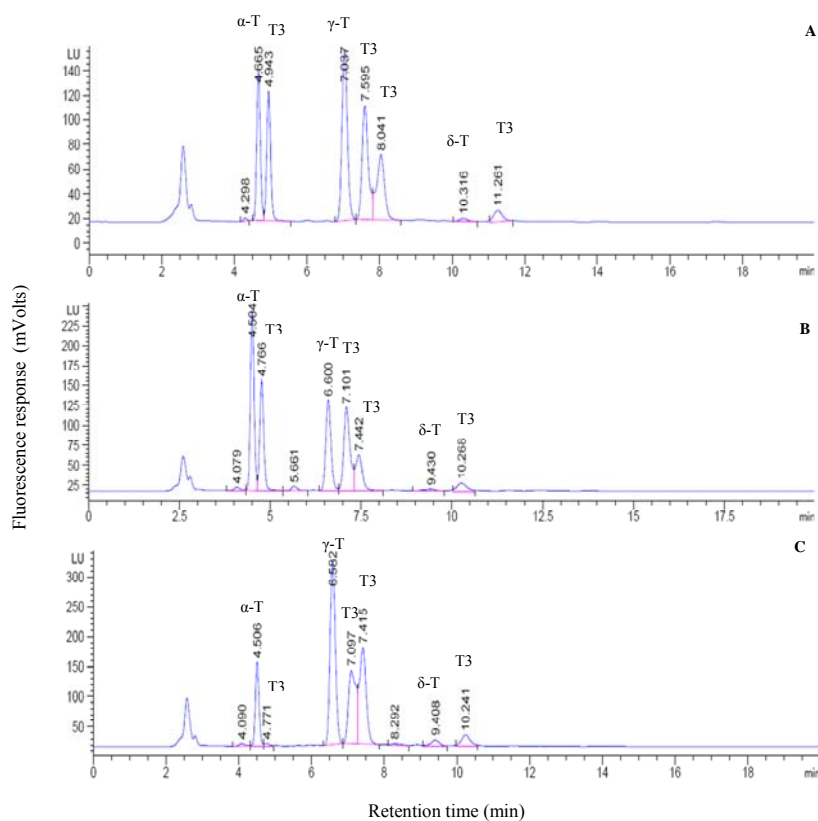 Fluorescence response (mVolts)
A
LU
140
120
100
80
60
40
20
0
α-T
T3
γ-T
T3
T3
δ-T
T3
4.298
4.665
4.943
7.037
7.595
8.041
10.316
11.261
0 2 4 6 8 10 12 14 16 18 min
B
LU
225
200
175
150
125
100
75
50
25
α-T
T3
γ-T
T3
T3
δ-T
T3
4.079
4.504
4.766
5.661
6.600
7.101
7.442
9.430
10.268
0 2.5 5 7.5 10 12.5 15 17.5 min
C
LU
300
250
200
150
100
50
α-T
T3
γ-T
T3
T3
δ-T
T3
4.090
4.506
4.771
6.582
7.097
7.415
8.292
9.408
10.241
0 2 4 6 8 10 12 14 16 18 min
Retention time (min)